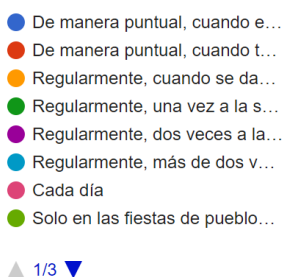 De manera puntual, cuando e…
De manera puntual, cuando t…
Regularmente, cuando se da…
Regularmente, una vez a la s…
Regularmente, dos veces a la…
Regularmente, más de dos v…
Cada día
Solo en las fiestas de pueblo…
1/3